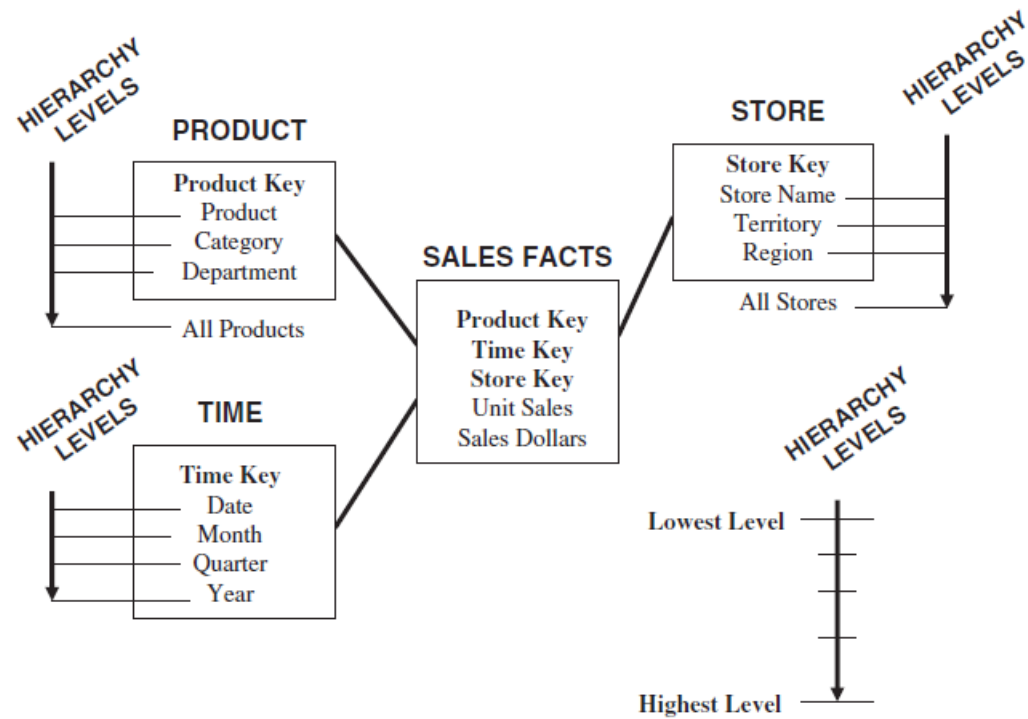 HIERARCHY
LEVELS
PRODUCT
Product Key
Product
Category
Department
All Products
HIERARCHY
LEVELS
STORE
Store Key
Store Name
Territory
Region
All Stores
SALES FACTS
Product Key
Time Key
Store Key
Unit Sales
Sales Dollars
HIERARCHY
LEVELS
TIME
Time Key
Date
Month
Quarter
Year
HIERARCHY
LEVELS
Lowest Level
Highest Level